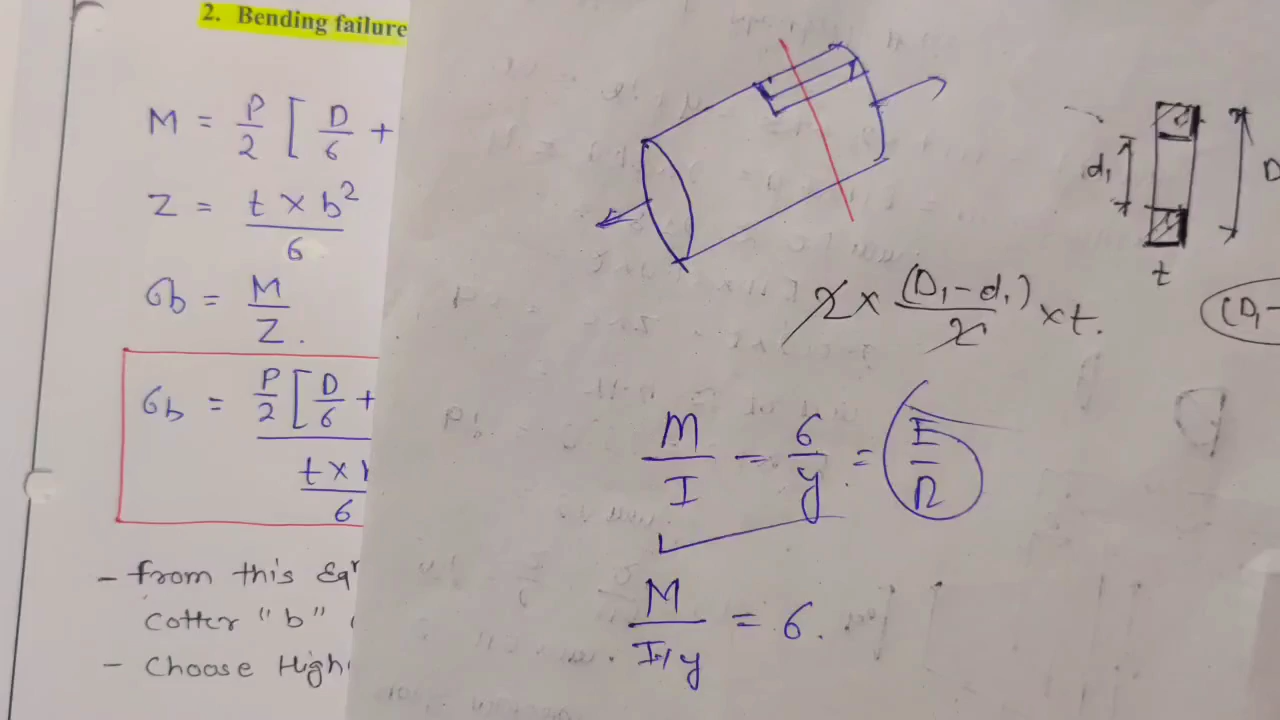 2. Bending failure
M = P/2 [ D/6 +
Z = t × b²/6
σb = M/Z.
σb = P/2 [ D/6 +
t ×
6
- from this Eqn
cotter "b"
- Choose High
d₁
D
t
2 × (D₁-d₁)/2 × t.
(D₁-
M/I = σ/y = E/R
M/I/y = σ.